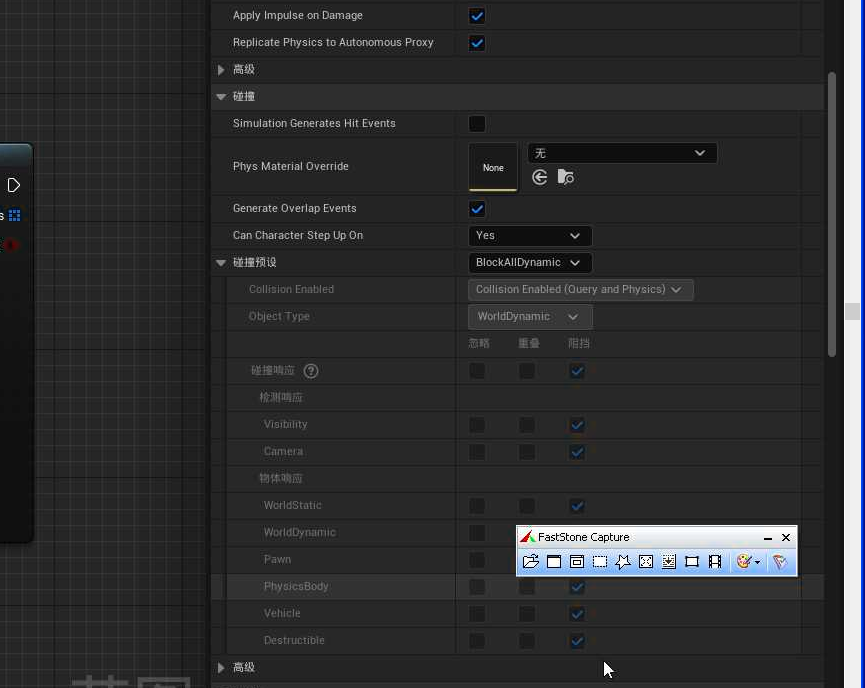 Apply Impulse on Damage
Replicate Physics to Autonomous Proxy
高级
碰撞
Simulation Generates Hit Events
Phys Material Override
None
无
s
Generate Overlap Events
Can Character Step Up On
Yes
碰撞预设
BlockAllDynamic
Collision Enabled
Collision Enabled (Query and Physics)
Object Type
WorldDynamic
忽略 重叠 阻挡
碰撞响应 ?
检测响应
Visibility
Camera
物体响应
WorldStatic
WorldDynamic
FastStone Capture
Pawn
PhysicsBody
Vehicle
Destructible
高级